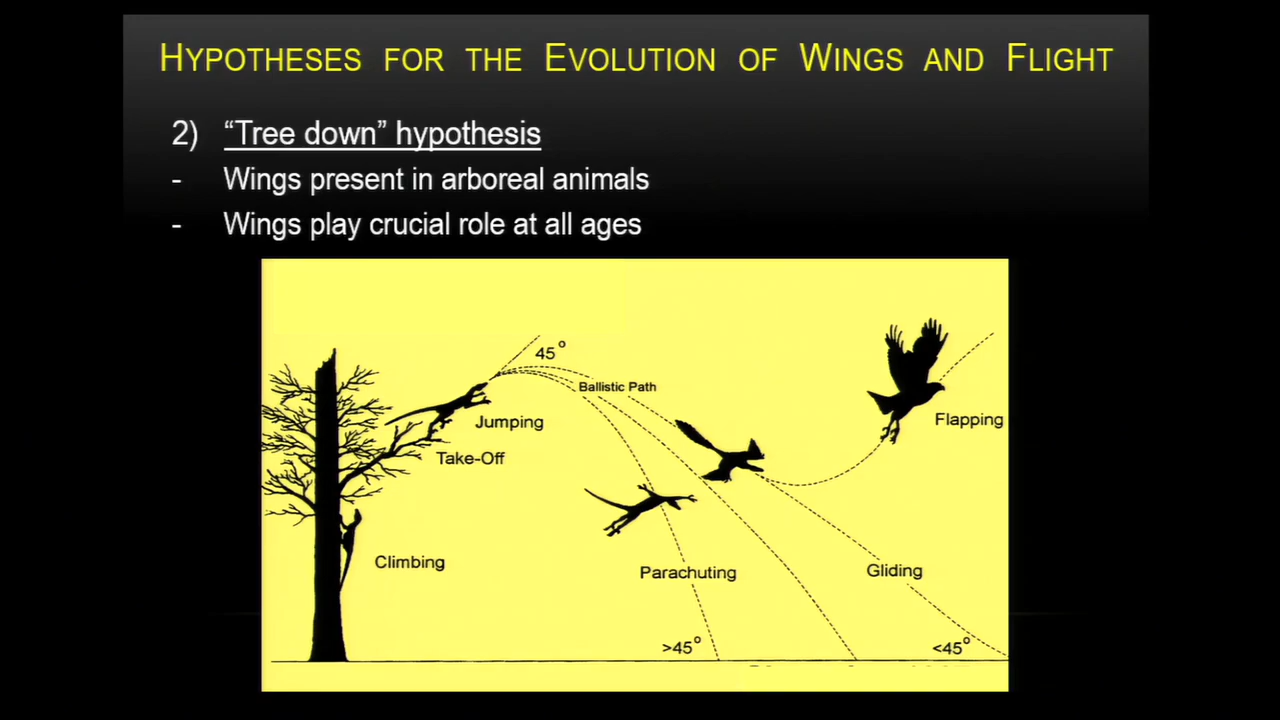 HYPOTHESES FOR THE EVOLUTION OF WINGS AND FLIGHT
2) “Tree down” hypothesis
- Wings present in arboreal animals
- Wings play crucial role at all ages
45°
Ballistic Path
Jumping
Flapping
Take-Off
Climbing
Parachuting
Gliding
>45°
<45°